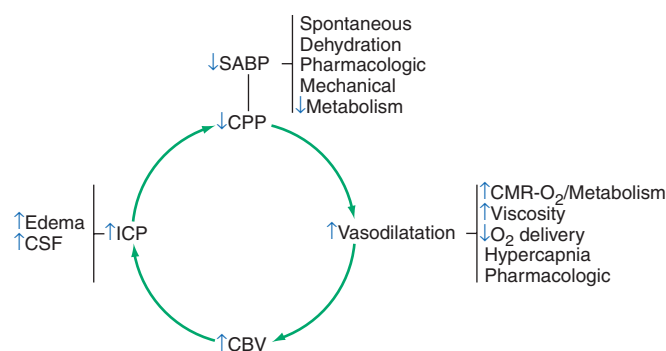 Spontaneous
Dehydration
↓SABP
Pharmacologic
Mechanical
↓Metabolism
↓CPP
↑CMR-O₂/Metabolism
↑Edema
↑Viscosity
↑ICP
↑Vasodilatation
↓O₂ delivery
↑CSF
Hypercapnia
Pharmacologic
↑CBV